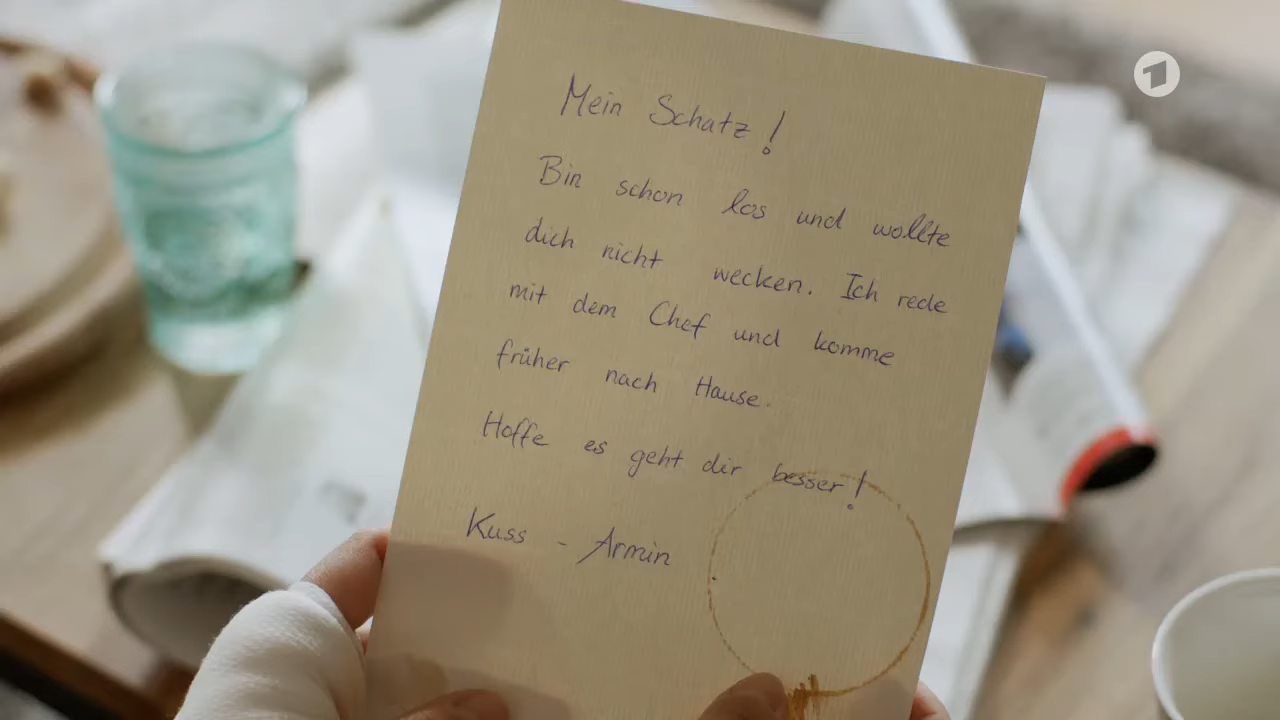 Mein Schatz!
Bin schon los und wollte
dich nicht wecken. Ich rede
mit dem Chef und komme
früher nach Hause.
Hoffe es geht dir besser!
Kuss - Armin
1